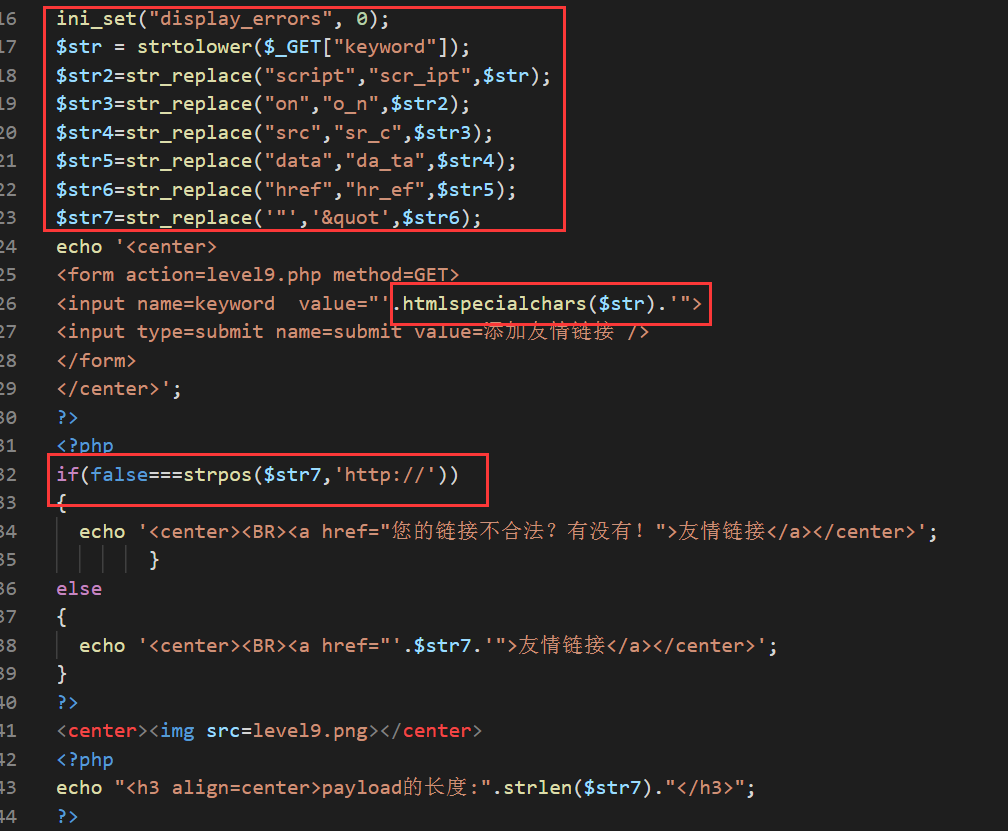 16 ini_set("display_errors", 0);
17 $str = strtolower($_GET["keyword"]);
18 $str2=str_replace("script","scr_ipt",$str);
19 $str3=str_replace("on","o_n",$str2);
20 $str4=str_replace("src","sr_c",$str3);
21 $str5=str_replace("data","da_ta",$str4);
22 $str6=str_replace("href","hr_ef",$str5);
23 $str7=str_replace('"','&quot',$str6);
24 echo '<center>
25 <form action=level9.php method=GET>
26 <input name=keyword  value="'.htmlspecialchars($str).'">
27 <input type=submit name=submit value=添加友情链接 />
28 </form>
29 </center>';
30 ?>
31 <?php
32 if(false===strpos($str7,'http://'))
33 {
34   echo '<center><BR><a href="您的链接不合法？有没有！">友情链接</a></center>';
35         }
36 else
37 {
38   echo '<center><BR><a href="'.$str7.'">友情链接</a></center>';
39 }
40 ?>
41 <center><img src=level9.png></center>
42 <?php
43 echo "<h3 align=center>payload的长度:".strlen($str7)."</h3>";
44 ?>